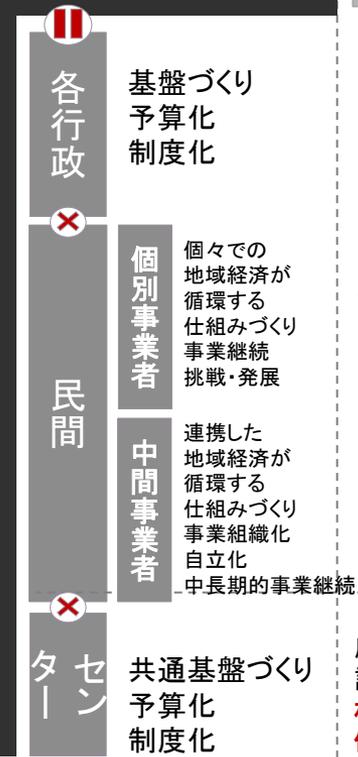 各行政
基盤づくり
予算化
制度化
民間
個別事業者
個々での
地域経済が
循環する
仕組みづくり
事業継続
挑戦・発展
中間事業者
連携した
地域経済が
循環する
仕組みづくり
事業組織化
自立化
中長期的事業継続
センター
共通基盤づくり
予算化
制度化